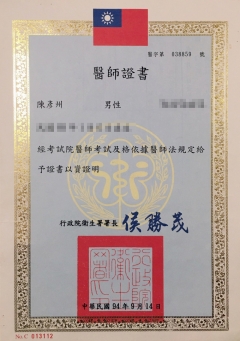 醫字第 038850 號
醫師證書
陳彥州 男性
經考試院醫師考試及格依據醫師法規定給
予證書以資證明
行政院衛生署署長 侯勝茂
中華民國94年9月14日
No.C 013112